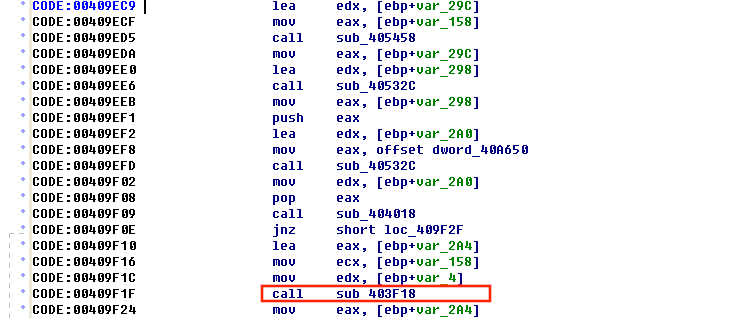 CODE:00409EC9 lea edx, [ebp+var_29C]
CODE:00409ECF mov eax, [ebp+var_158]
CODE:00409ED5 call sub_405458
CODE:00409EDA mov eax, [ebp+var_29C]
CODE:00409EE0 lea edx, [ebp+var_298]
CODE:00409EE6 call sub_40532C
CODE:00409EEB mov eax, [ebp+var_298]
CODE:00409EF1 push eax
CODE:00409EF2 lea edx, [ebp+var_2A0]
CODE:00409EF8 mov eax, offset dword_40A650
CODE:00409EFD call sub_40532C
CODE:00409F02 mov edx, [ebp+var_2A0]
CODE:00409F08 pop eax
CODE:00409F09 call sub_404018
CODE:00409F0E jnz short loc_409F2F
CODE:00409F10 lea eax, [ebp+var_2A4]
CODE:00409F16 mov ecx, [ebp+var_158]
CODE:00409F1C mov edx, [ebp+var_4]
CODE:00409F1F call sub_403F18
CODE:00409F24 mov eax, [ebp+var_2A4]